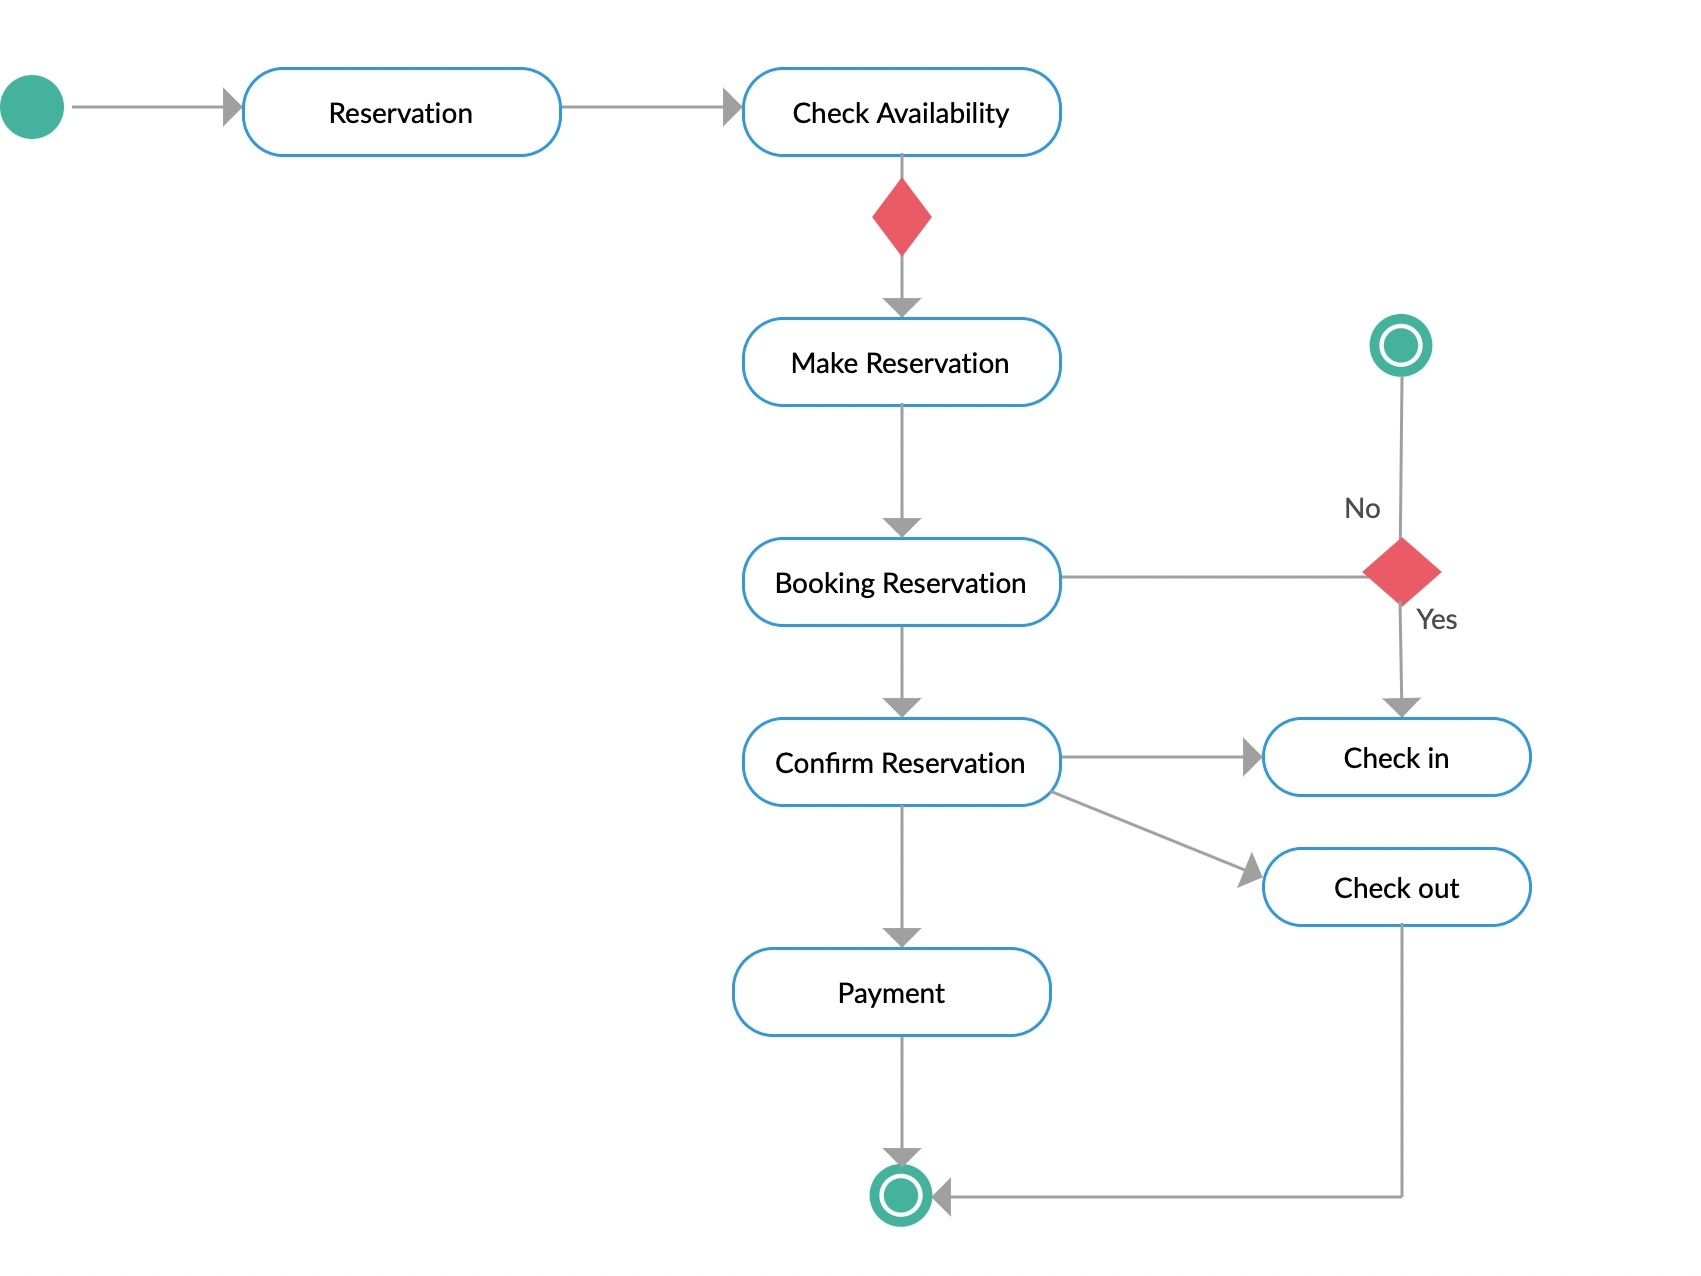 Reservation
Check Availability
Make Reservation
No
Booking Reservation
Yes
Confirm Reservation
Check in
Check out
Payment